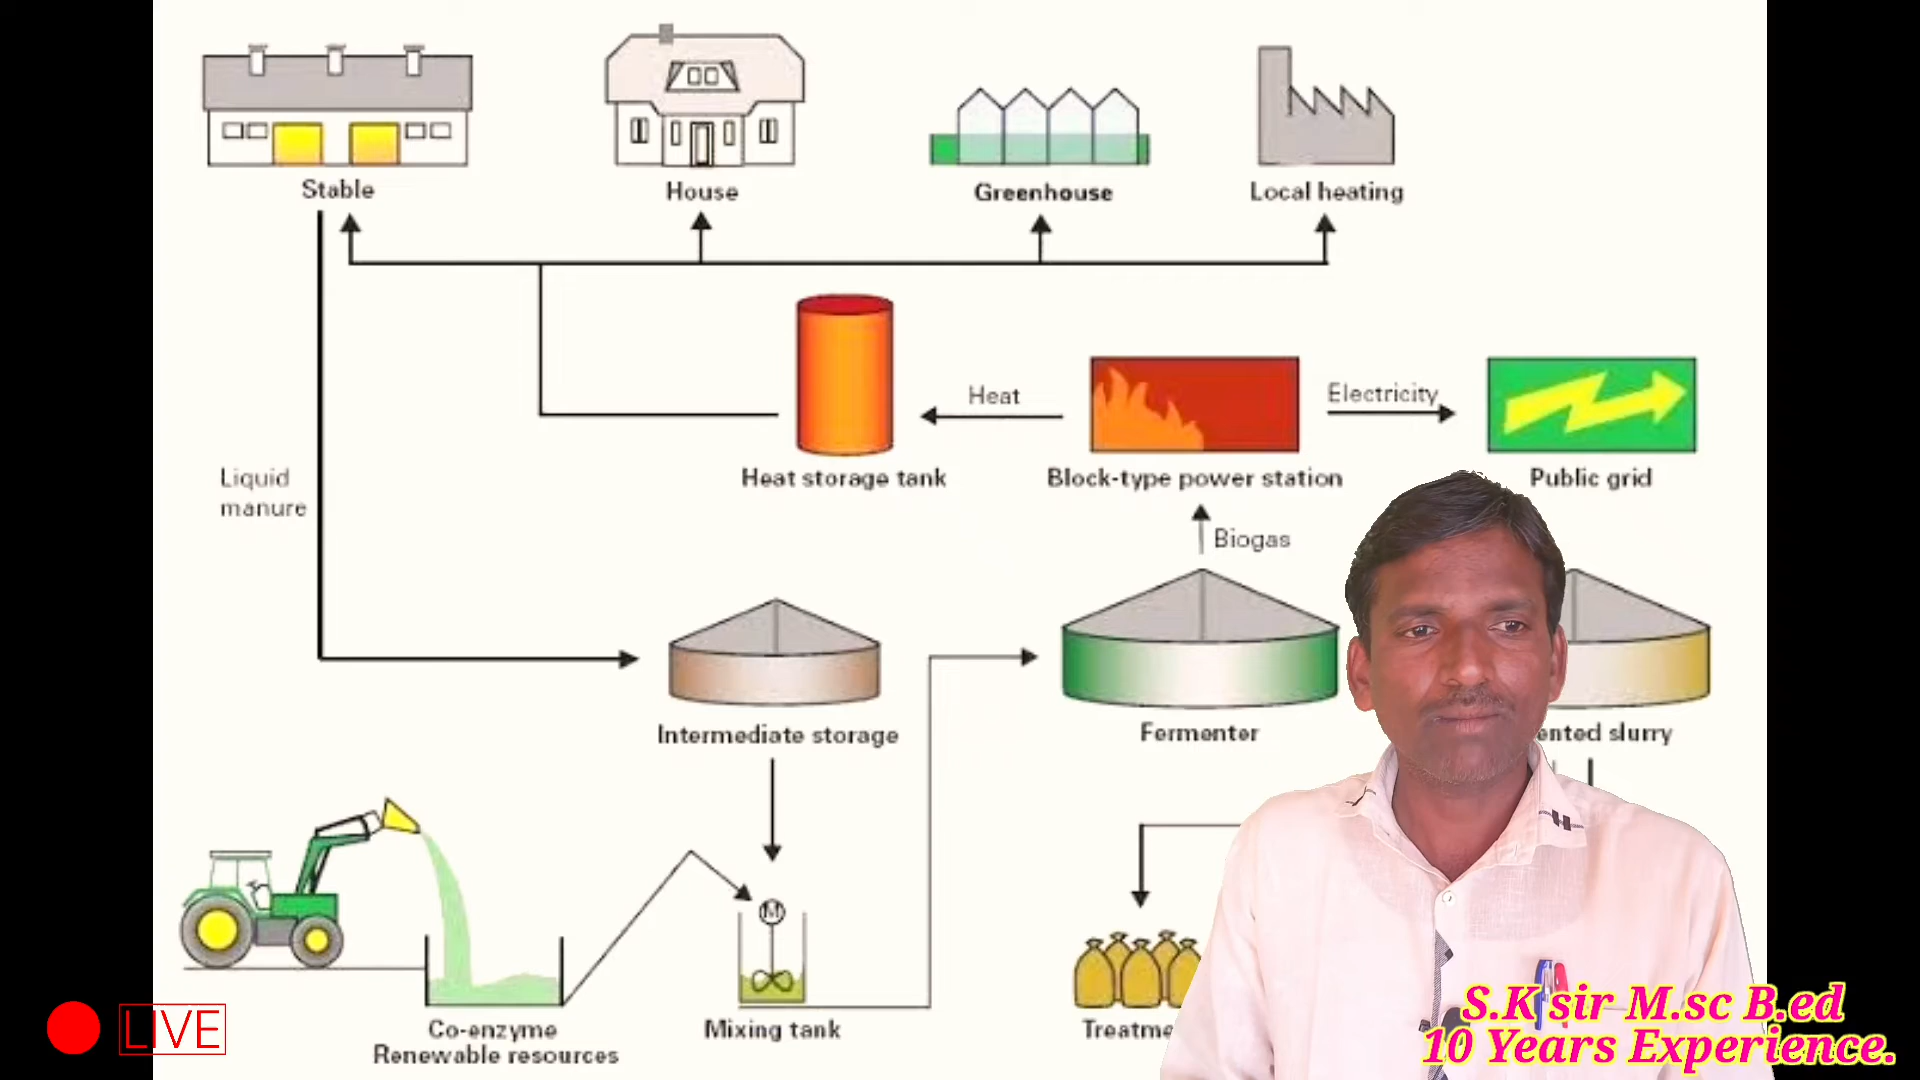 Stable
House
Greenhouse
Local heating
Heat
Electricity
Liquid
manure
Heat storage tank
Block-type power station
Public grid
Biogas
Intermediate storage
Fermenter
ented slurry
M
Co-enzyme
Renewable resources
Mixing tank
Treatme
LIVE
S.K sir M.sc B.ed
10 Years Experience.